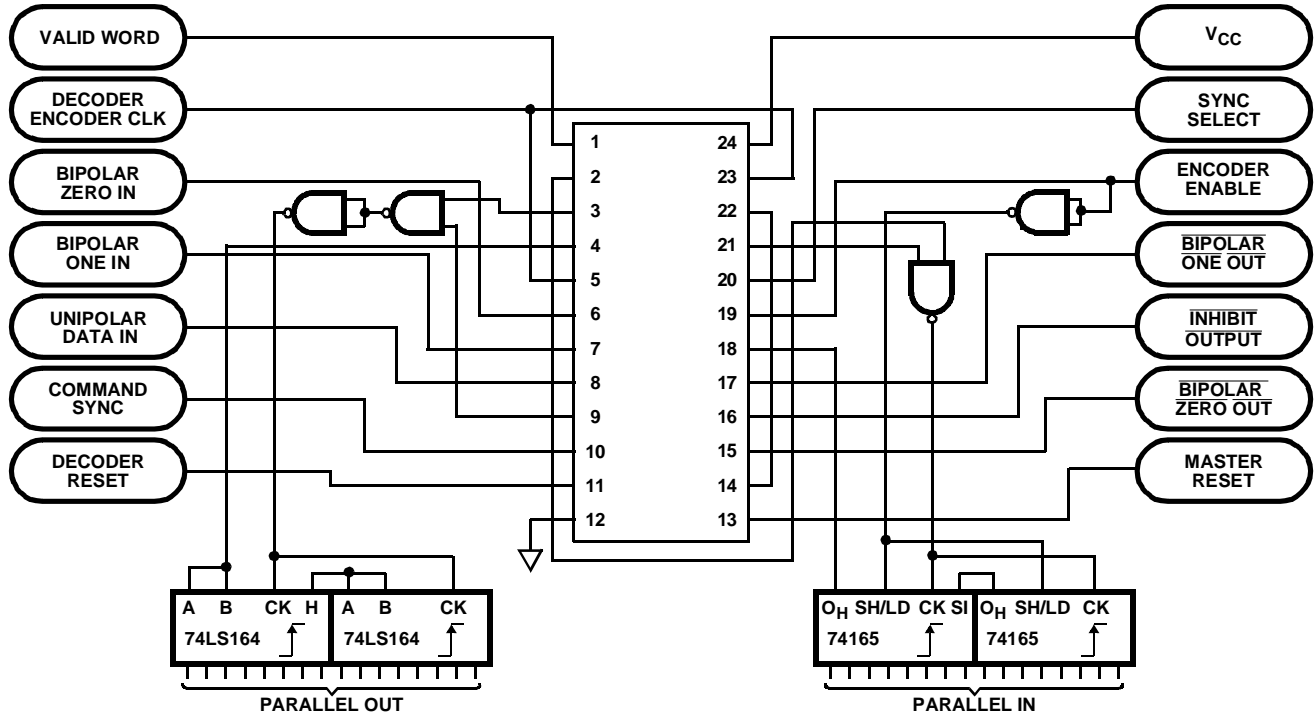 VALID WORD
DECODER
ENCODER CLK
BIPOLAR
ZERO IN
BIPOLAR
ONE IN
UNIPOLAR
DATA IN
COMMAND
SYNC
DECODER
RESET
1
2
3
4
5
6
7
8
9
10
11
12
24
23
22
21
20
19
18
17
16
15
14
13
VCC
SYNC
SELECT
ENCODER
ENABLE
BIPOLAR
ONE OUT
INHIBIT
OUTPUT
BIPOLAR
ZERO OUT
MASTER
RESET
A B CK H A B CK
74LS164 74LS164
PARALLEL OUT
OH SH/LD CK SI OH SH/LD CK
74165 74165
PARALLEL IN